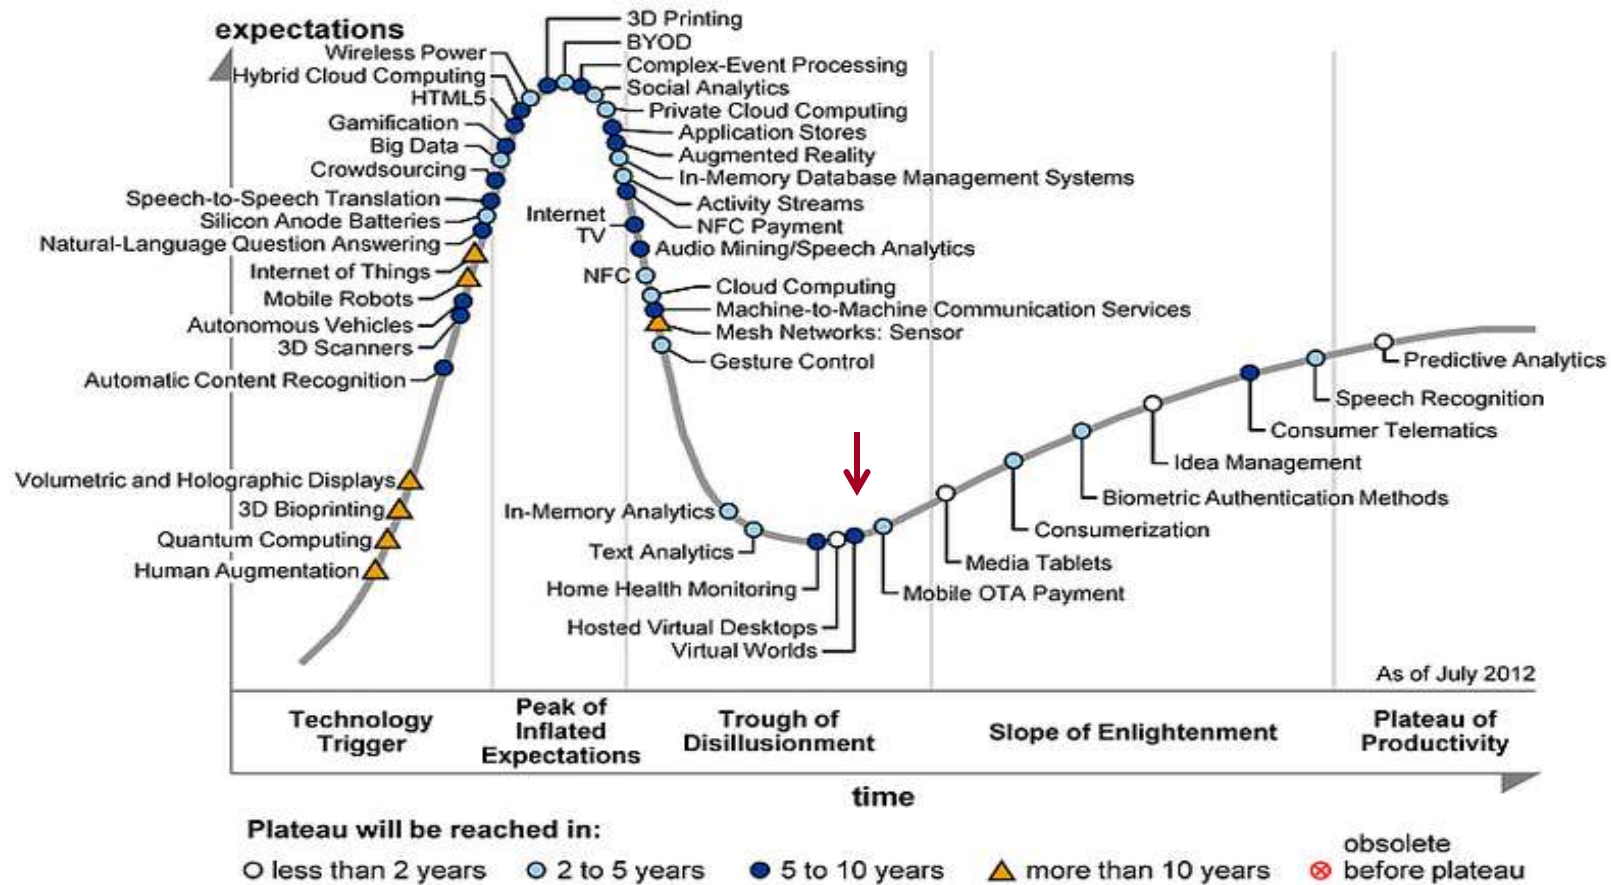 expectations
Wireless Power
Hybrid Cloud Computing
HTML5
Gamification
Big Data
Crowdsourcing
Speech-to-Speech Translation
Silicon Anode Batteries
Natural-Language Question Answering
Internet of Things
Mobile Robots
Autonomous Vehicles
3D Scanners
Automatic Content Recognition
Volumetric and Holographic Displays
3D Bioprinting
Quantum Computing
Human Augmentation
3D Printing
BYOD
Complex-Event Processing
Social Analytics
Private Cloud Computing
Application Stores
Augmented Reality
In-Memory Database Management Systems
Activity Streams
NFC Payment
Internet
TV
Audio Mining/Speech Analytics
NFC
Cloud Computing
Machine-to-Machine Communication Services
Mesh Networks: Sensor
Gesture Control
In-Memory Analytics
Text Analytics
Home Health Monitoring
Hosted Virtual Desktops
Virtual Worlds
Mobile OTA Payment
Media Tablets
Consumerization
Biometric Authentication Methods
Idea Management
Consumer Telematics
Speech Recognition
Predictive Analytics
As of July 2012
Technology
Trigger
Peak of
Inflated
Expectations
Trough of
Disillusionment
Slope of Enlightenment
Plateau of
Productivity
time
Plateau will be reached in:
less than 2 years
2 to 5 years
5 to 10 years
more than 10 years
obsolete
before plateau